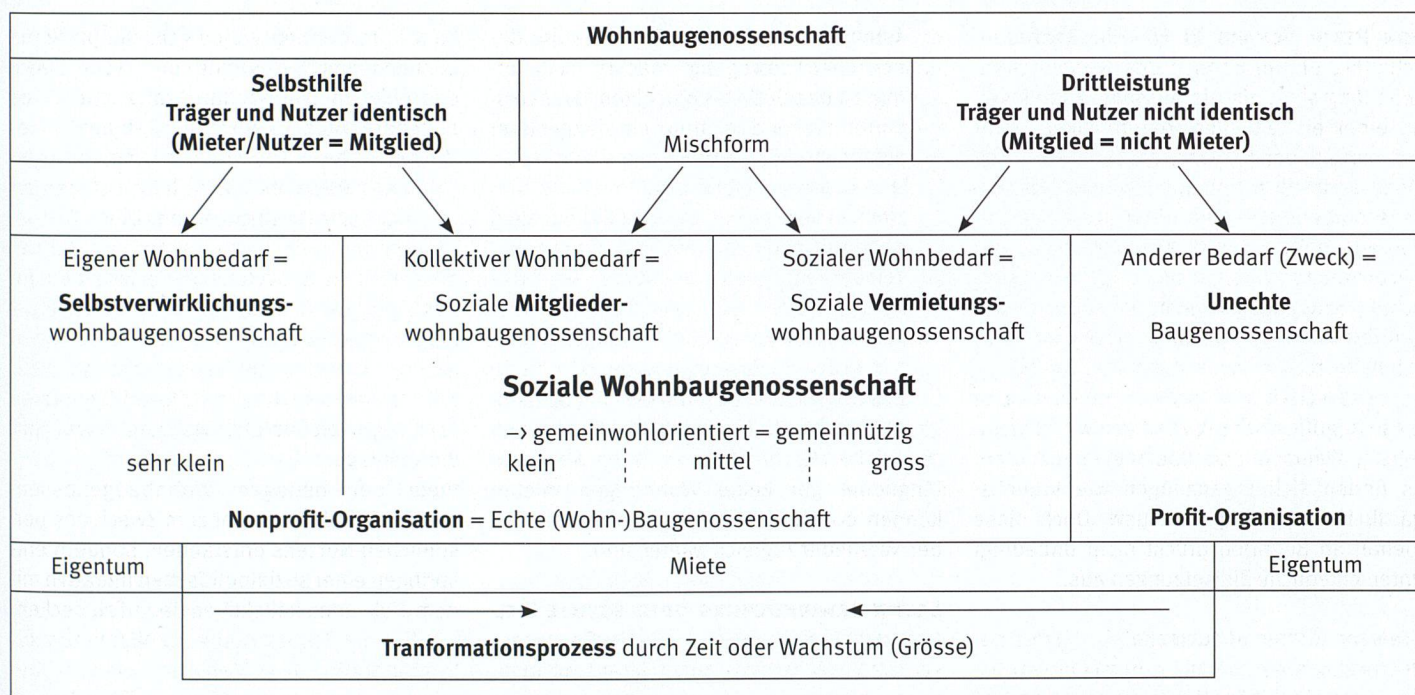 Wohnbaugenossenschaft
Selbsthilfe
Träger und Nutzer identisch
(Mieter/Nutzer = Mitglied)
Mischform
Drittleistung
Träger und Nutzer nicht identisch
(Mitglied = nicht Mieter)
Eigener Wohnbedarf =
Selbstverwirklichungs-
wohnbaugenossenschaft
Kollektiver Wohnbedarf =
Soziale Mitglieder-
wohnbaugenossenschaft
Sozialer Wohnbedarf =
Soziale Vermietungs-
wohnbaugenossenschaft
Anderer Bedarf (Zweck) =
Unechte
Baugenossenschaft
Soziale Wohnbaugenossenschaft
–> gemeinwohlorientiert = gemeinnützig
sehr klein klein mittel gross
Nonprofit-Organisation = Echte (Wohn-)Baugenossenschaft
Profit-Organisation
Eigentum Miete Eigentum
Tranformationsprozess durch Zeit oder Wachstum (Grösse)